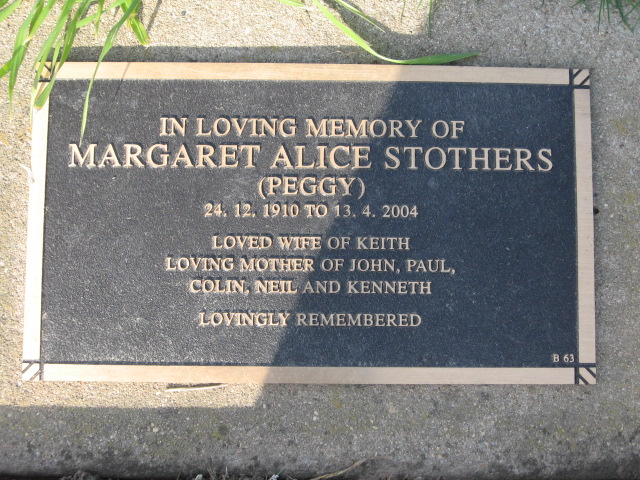 IN LOVING MEMORY OF
MARGARET ALICE STOTHERS
(PEGGY)
24. 12. 1910 TO 13. 4. 2004
LOVED WIFE OF KEITH
LOVING MOTHER OF JOHN, PAUL,
COLIN, NEIL AND KENNETH
LOVINGLY REMEMBERED
B 63